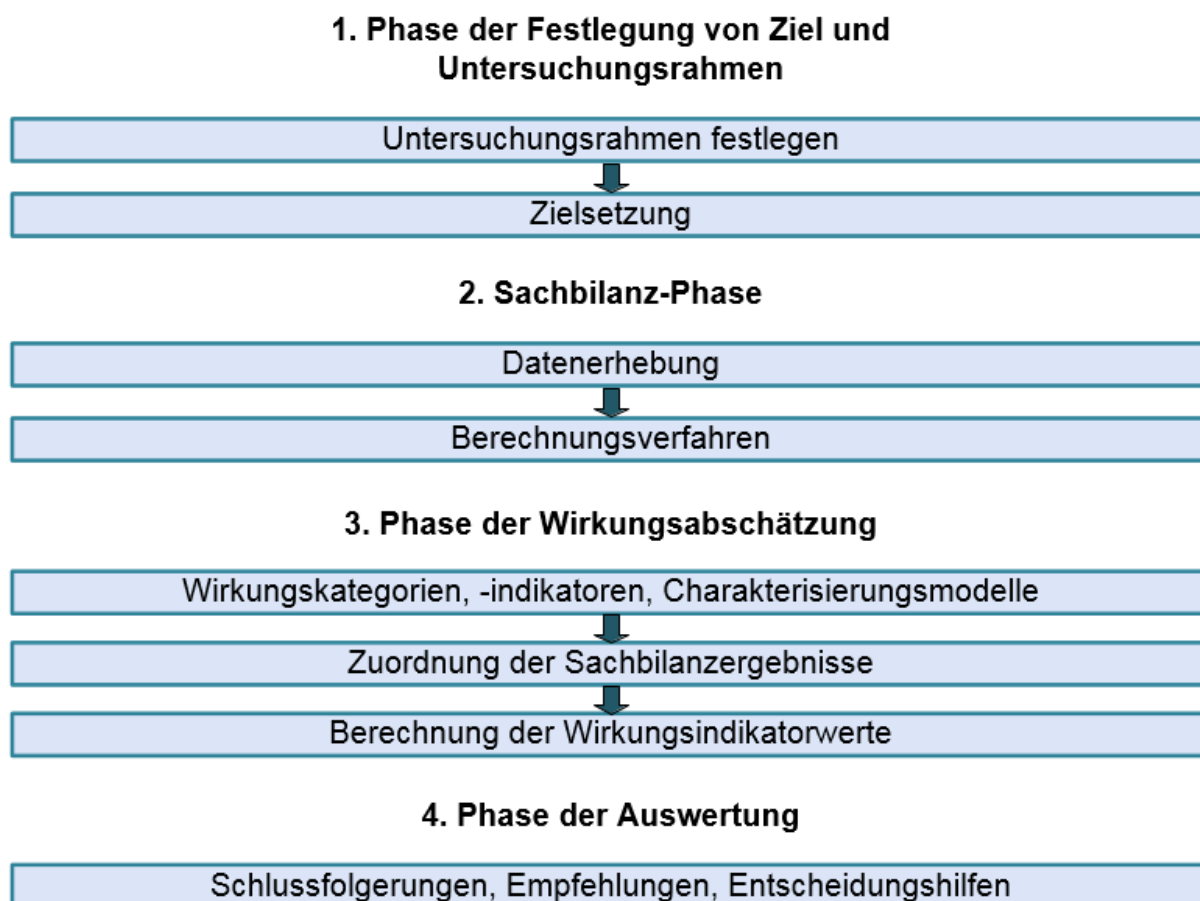 1. Phase der Festlegung von Ziel und
Untersuchungsrahmen
Untersuchungsrahmen festlegen
Zielsetzung
2. Sachbilanz-Phase
Datenerhebung
Berechnungsverfahren
3. Phase der Wirkungsabschätzung
Wirkungskategorien, -indikatoren, Charakterisierungsmodelle
Zuordnung der Sachbilanzergebnisse
Berechnung der Wirkungsindikatorwerte
4. Phase der Auswertung
Schlussfolgerungen, Empfehlungen, Entscheidungshilfen